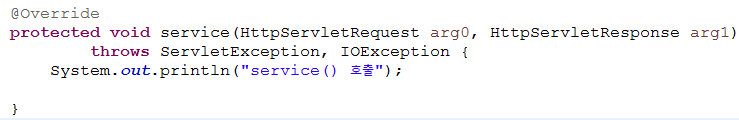 @Override
protected void service(HttpServletRequest arg0, HttpServletResponse arg1)
throws ServletException, IOException {
System.out.println("service() 호출");
}